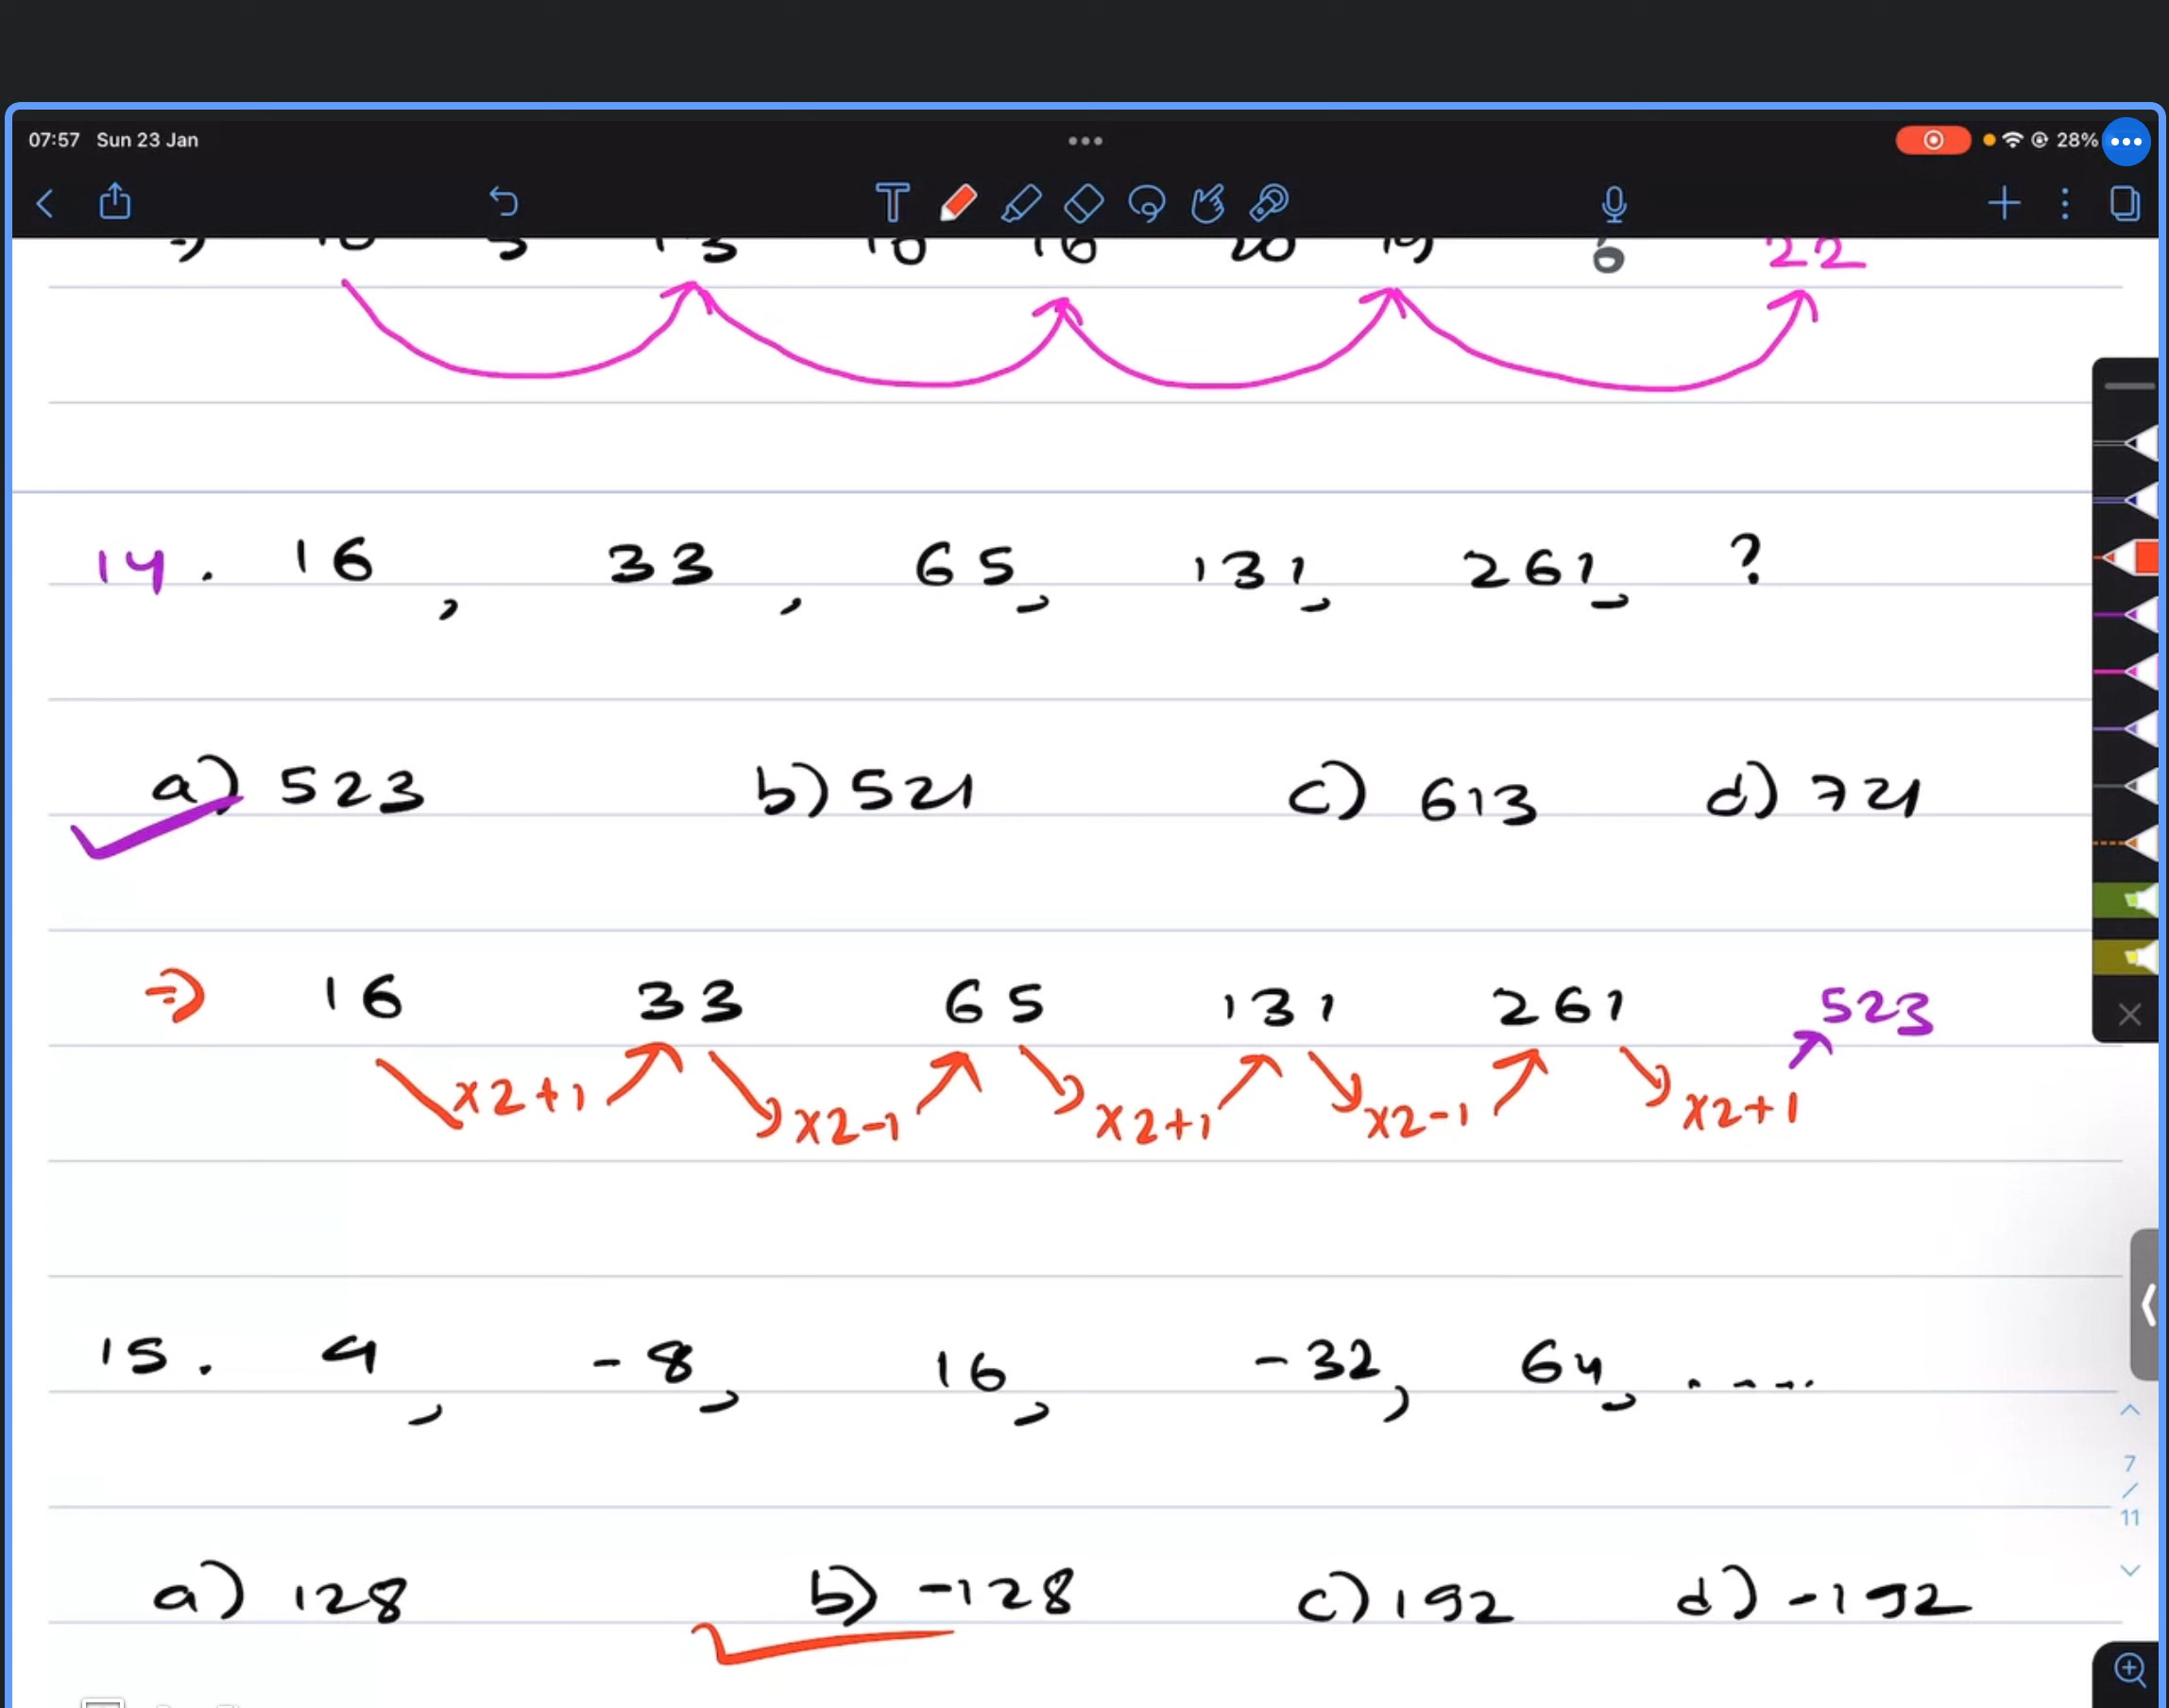 07:57 Sun 23 Jan
28%
22
14. 16, 33, 65, 131, 261, ?
a) 523 b) 521 c) 613 d) 721
⇒ 16 33 65 131 261 523
x2+1 x2-1 x2+1 x2-1 x2+1
15. 4, -8, 16, -32, 64, .....
a) 128 b) -128 c) 192 d) -192
7
/
11